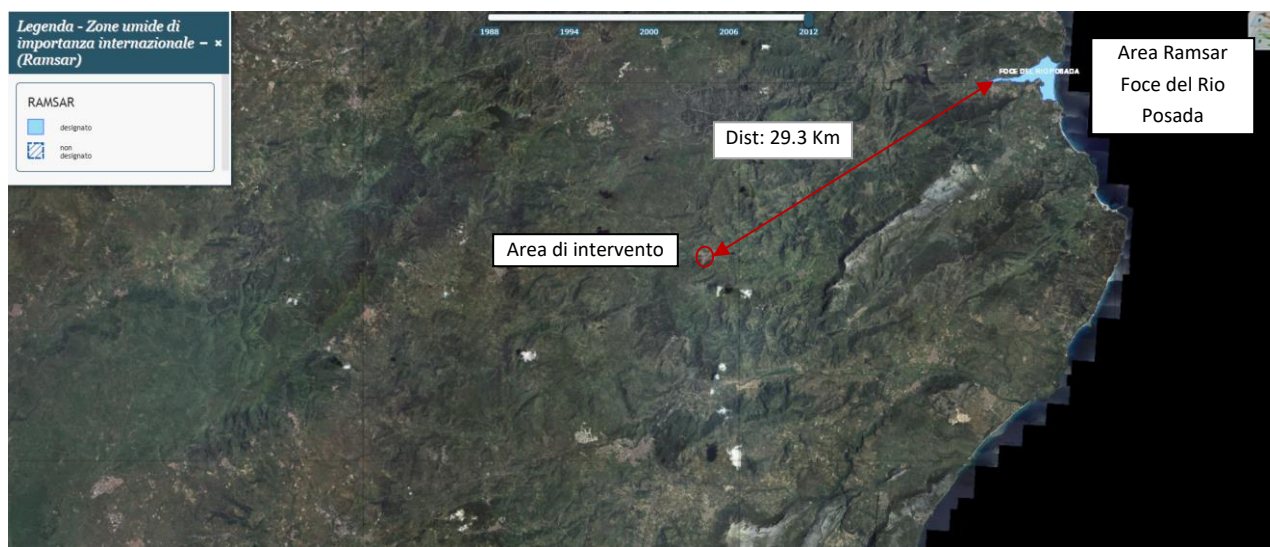 Legenda - Zone umide di
importanza internazionale – ×
(Ramsar)
RAMSAR
designato
non
designato
1988 1994 2000 2006 2012
FOCE DEL RIO POSADA
Area Ramsar
Foce del Rio
Posada
Dist: 29.3 Km
Area di intervento